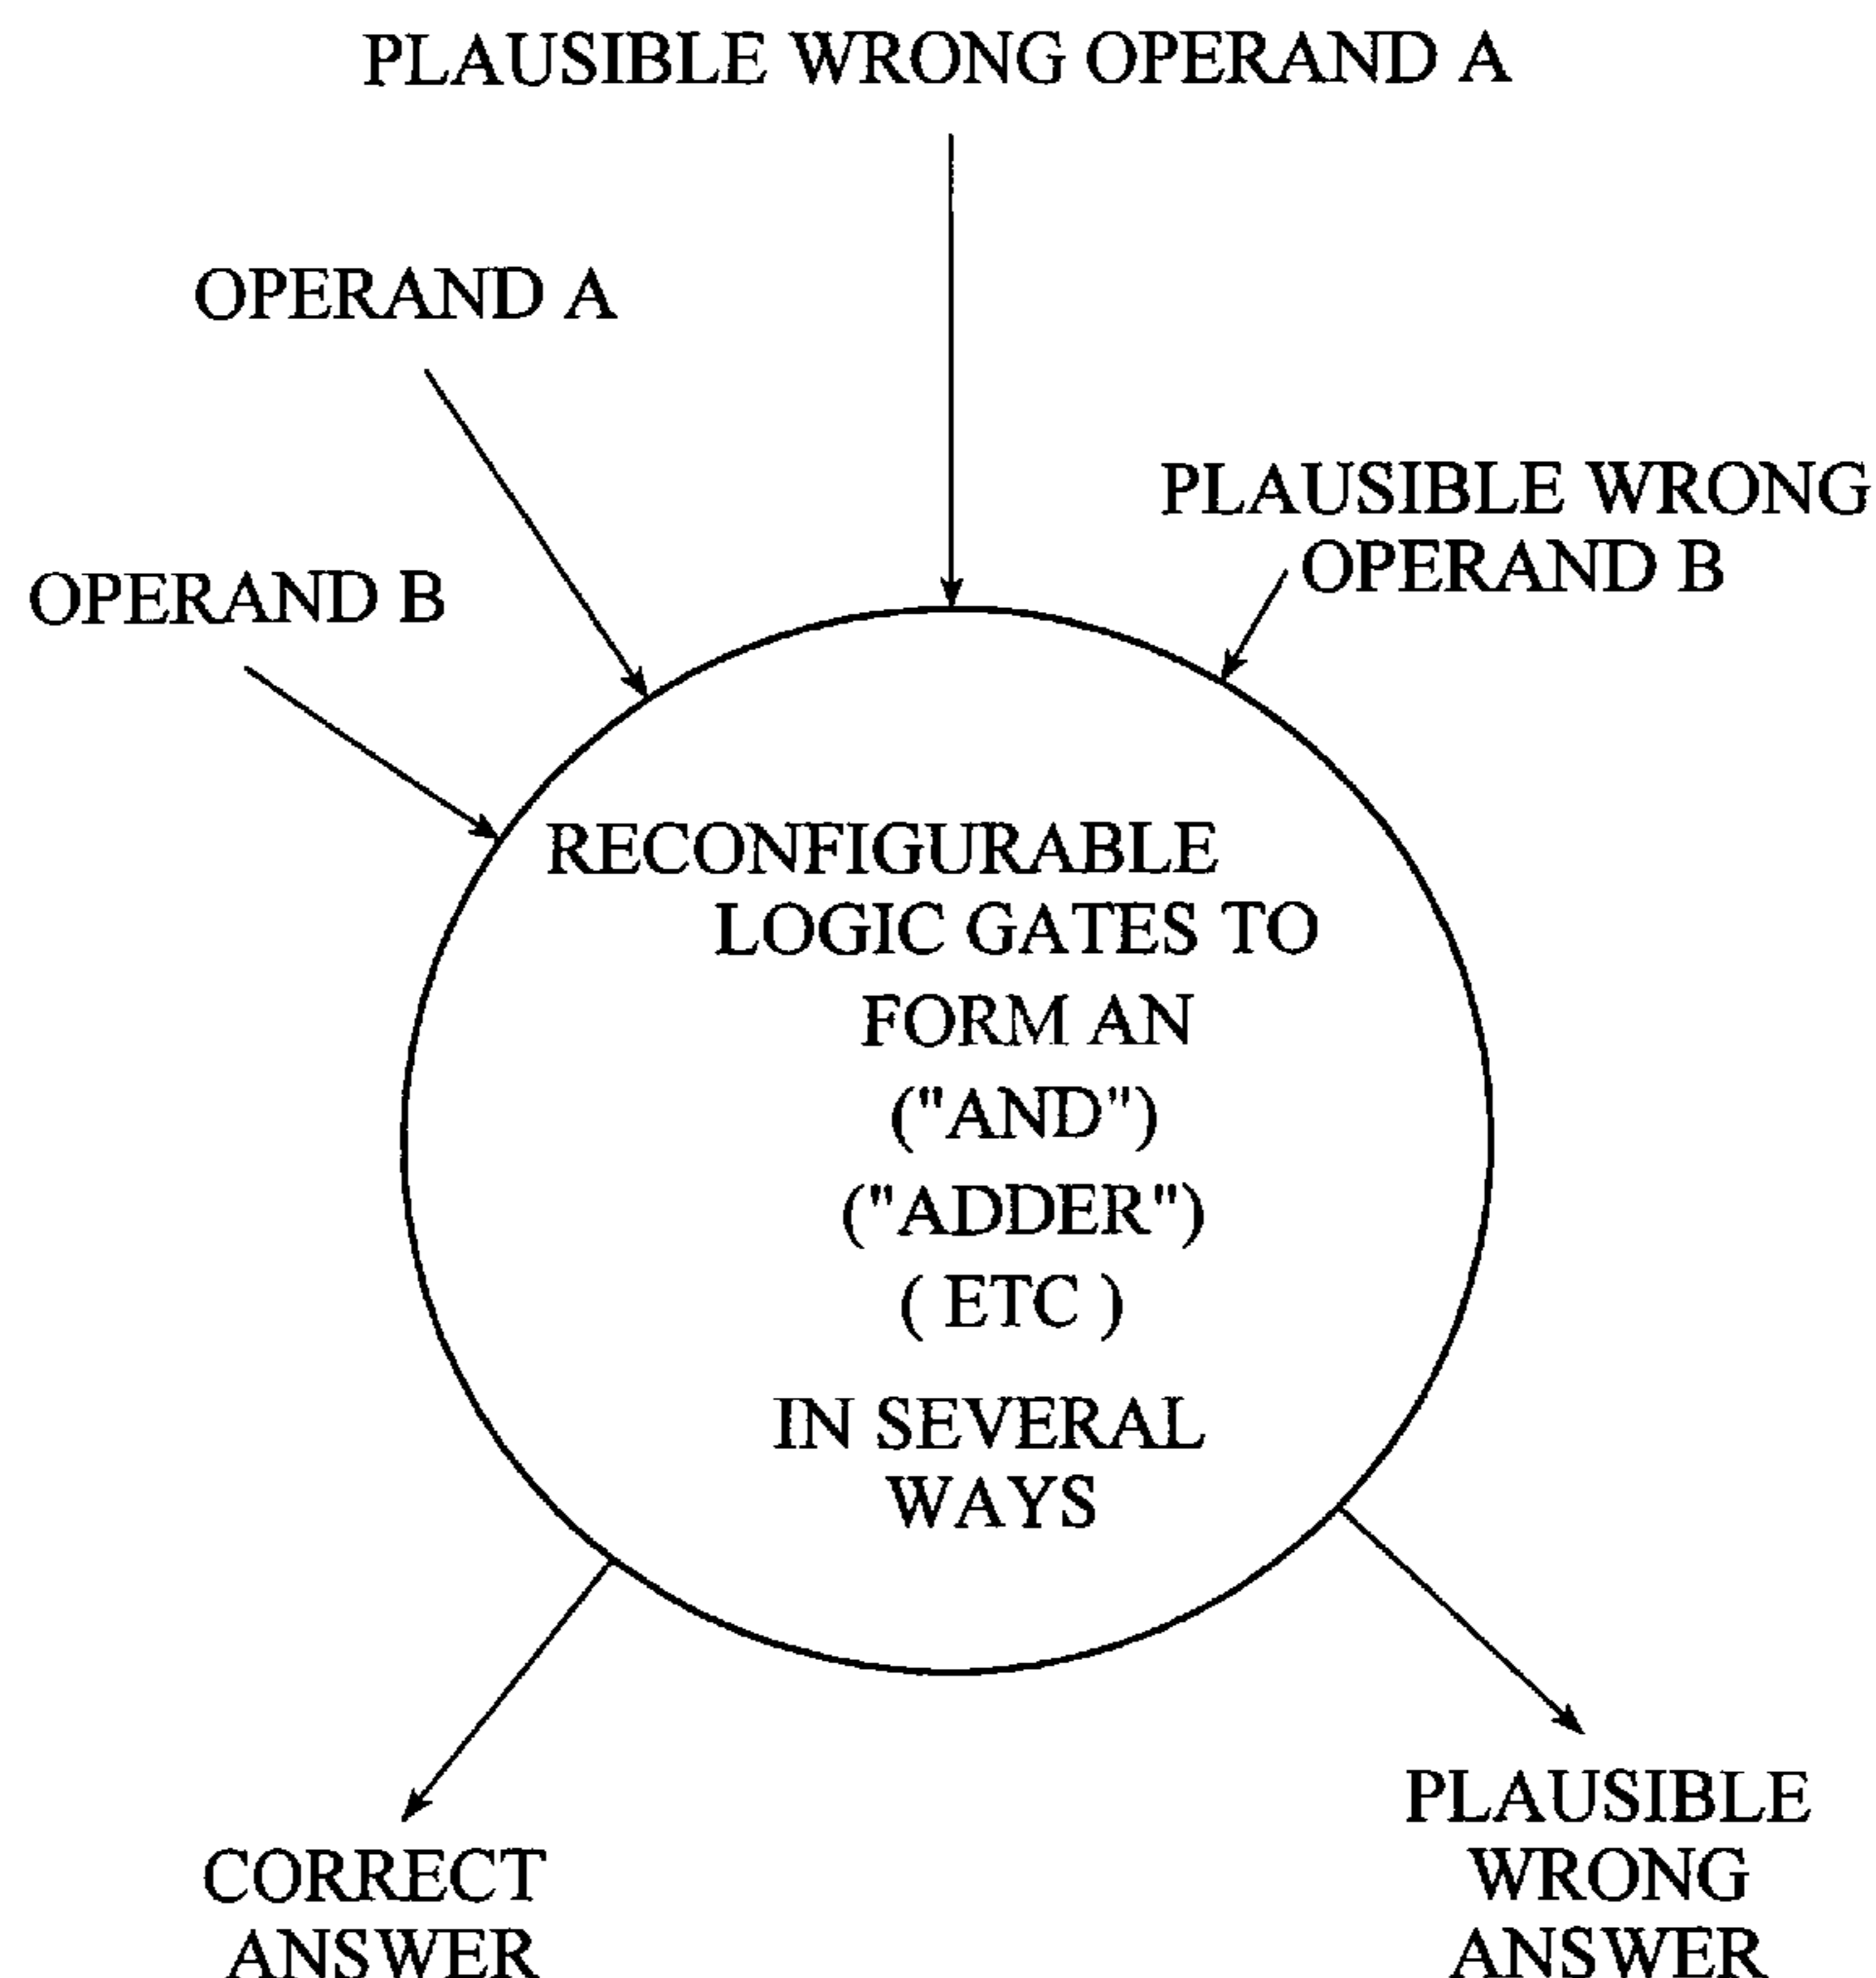 PLAUSIBLE WRONG OPERAND A
OPERAND A
PLAUSIBLE WRONG
OPERAND B
OPERAND B
RECONFIGURABLE
LOGIC GATES TO
FORM AN
("AND")
("ADDER")
( ETC )
IN SEVERAL
WAYS
CORRECT
ANSWER
PLAUSIBLE
WRONG
ANSWER